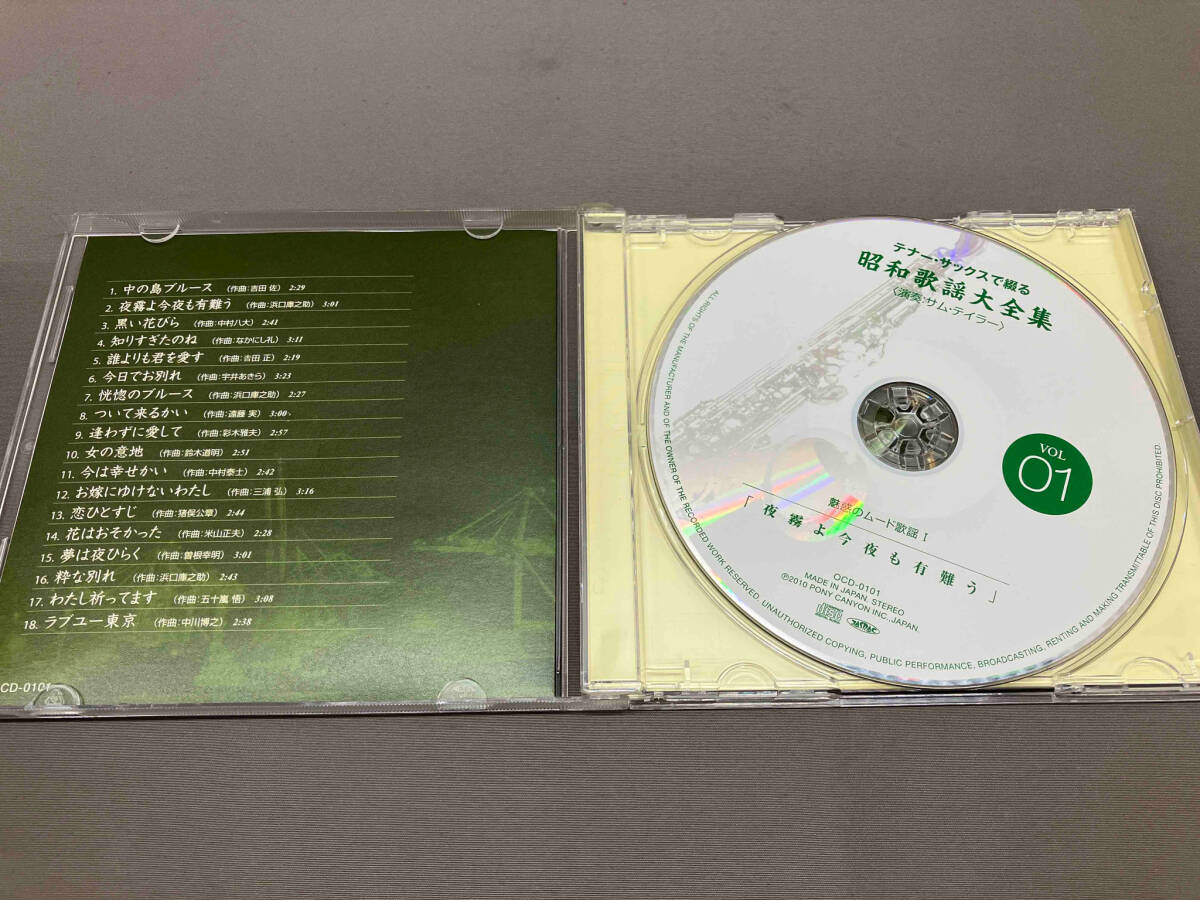 1. 中の島ブルース (作曲:吉田 佐) 2:29
2. 夜霧よ今夜も有難う (作曲:浜口庫之助) 3:01
3. 黒い花びら (作曲:中村八大) 2:41
4. 知りすぎたのね (作曲:なかにし礼) 3:11
5. 誰よりも君を愛す (作曲:吉田 正) 2:19
6. 今日でお別れ (作曲:宇井あきら) 3:23
7. 恍惚のブルース (作曲:浜口庫之助) 2:27
8. ついて来るかい (作曲:遠藤 実) 3:00
9. 逢わずに愛して (作曲:彩木雅夫) 2:57
10. 女の意地 (作曲:鈴木道明) 2:51
11. 今は幸せかい (作曲:中村泰士) 2:42
12. お嫁にゆけないわたし (作曲:三浦 弘) 3:16
13. 恋ひとすじ (作曲:猪俣公章) 2:44
14. 花はおそかった (作曲:米山正夫) 2:28
15. 夢は夜ひらく (作曲:曽根幸明) 3:01
16. 粋な別れ (作曲:浜口庫之助) 2:43
17. わたし祈ってます (作曲:五十嵐 悟) 3:08
18. ラブユー東京 (作曲:中川博之) 2:38
CD-0101
テナー・サックスで綴る
昭和歌謡大全集
〈演奏:サム・テイラー〉
VOL
01
魅惑のムード歌謡 I
「夜霧よ今夜も有難う」
OCD-0101
MADE IN JAPAN. STEREO
Ⓟ2010 PONY CANYON INC., JAPAN.
COMPACT disc DIGITAL AUDIO
JASRAC
ALL RIGHTS OF THE MANUFACTURER AND OF THE OWNER OF THE RECORDED WORK RESERVED. UNAUTHORIZED COPYING, PUBLIC PERFORMANCE, BROADCASTING, RENTING AND MAKING TRANSMITTABLE OF THIS DISC PROHIBITED.